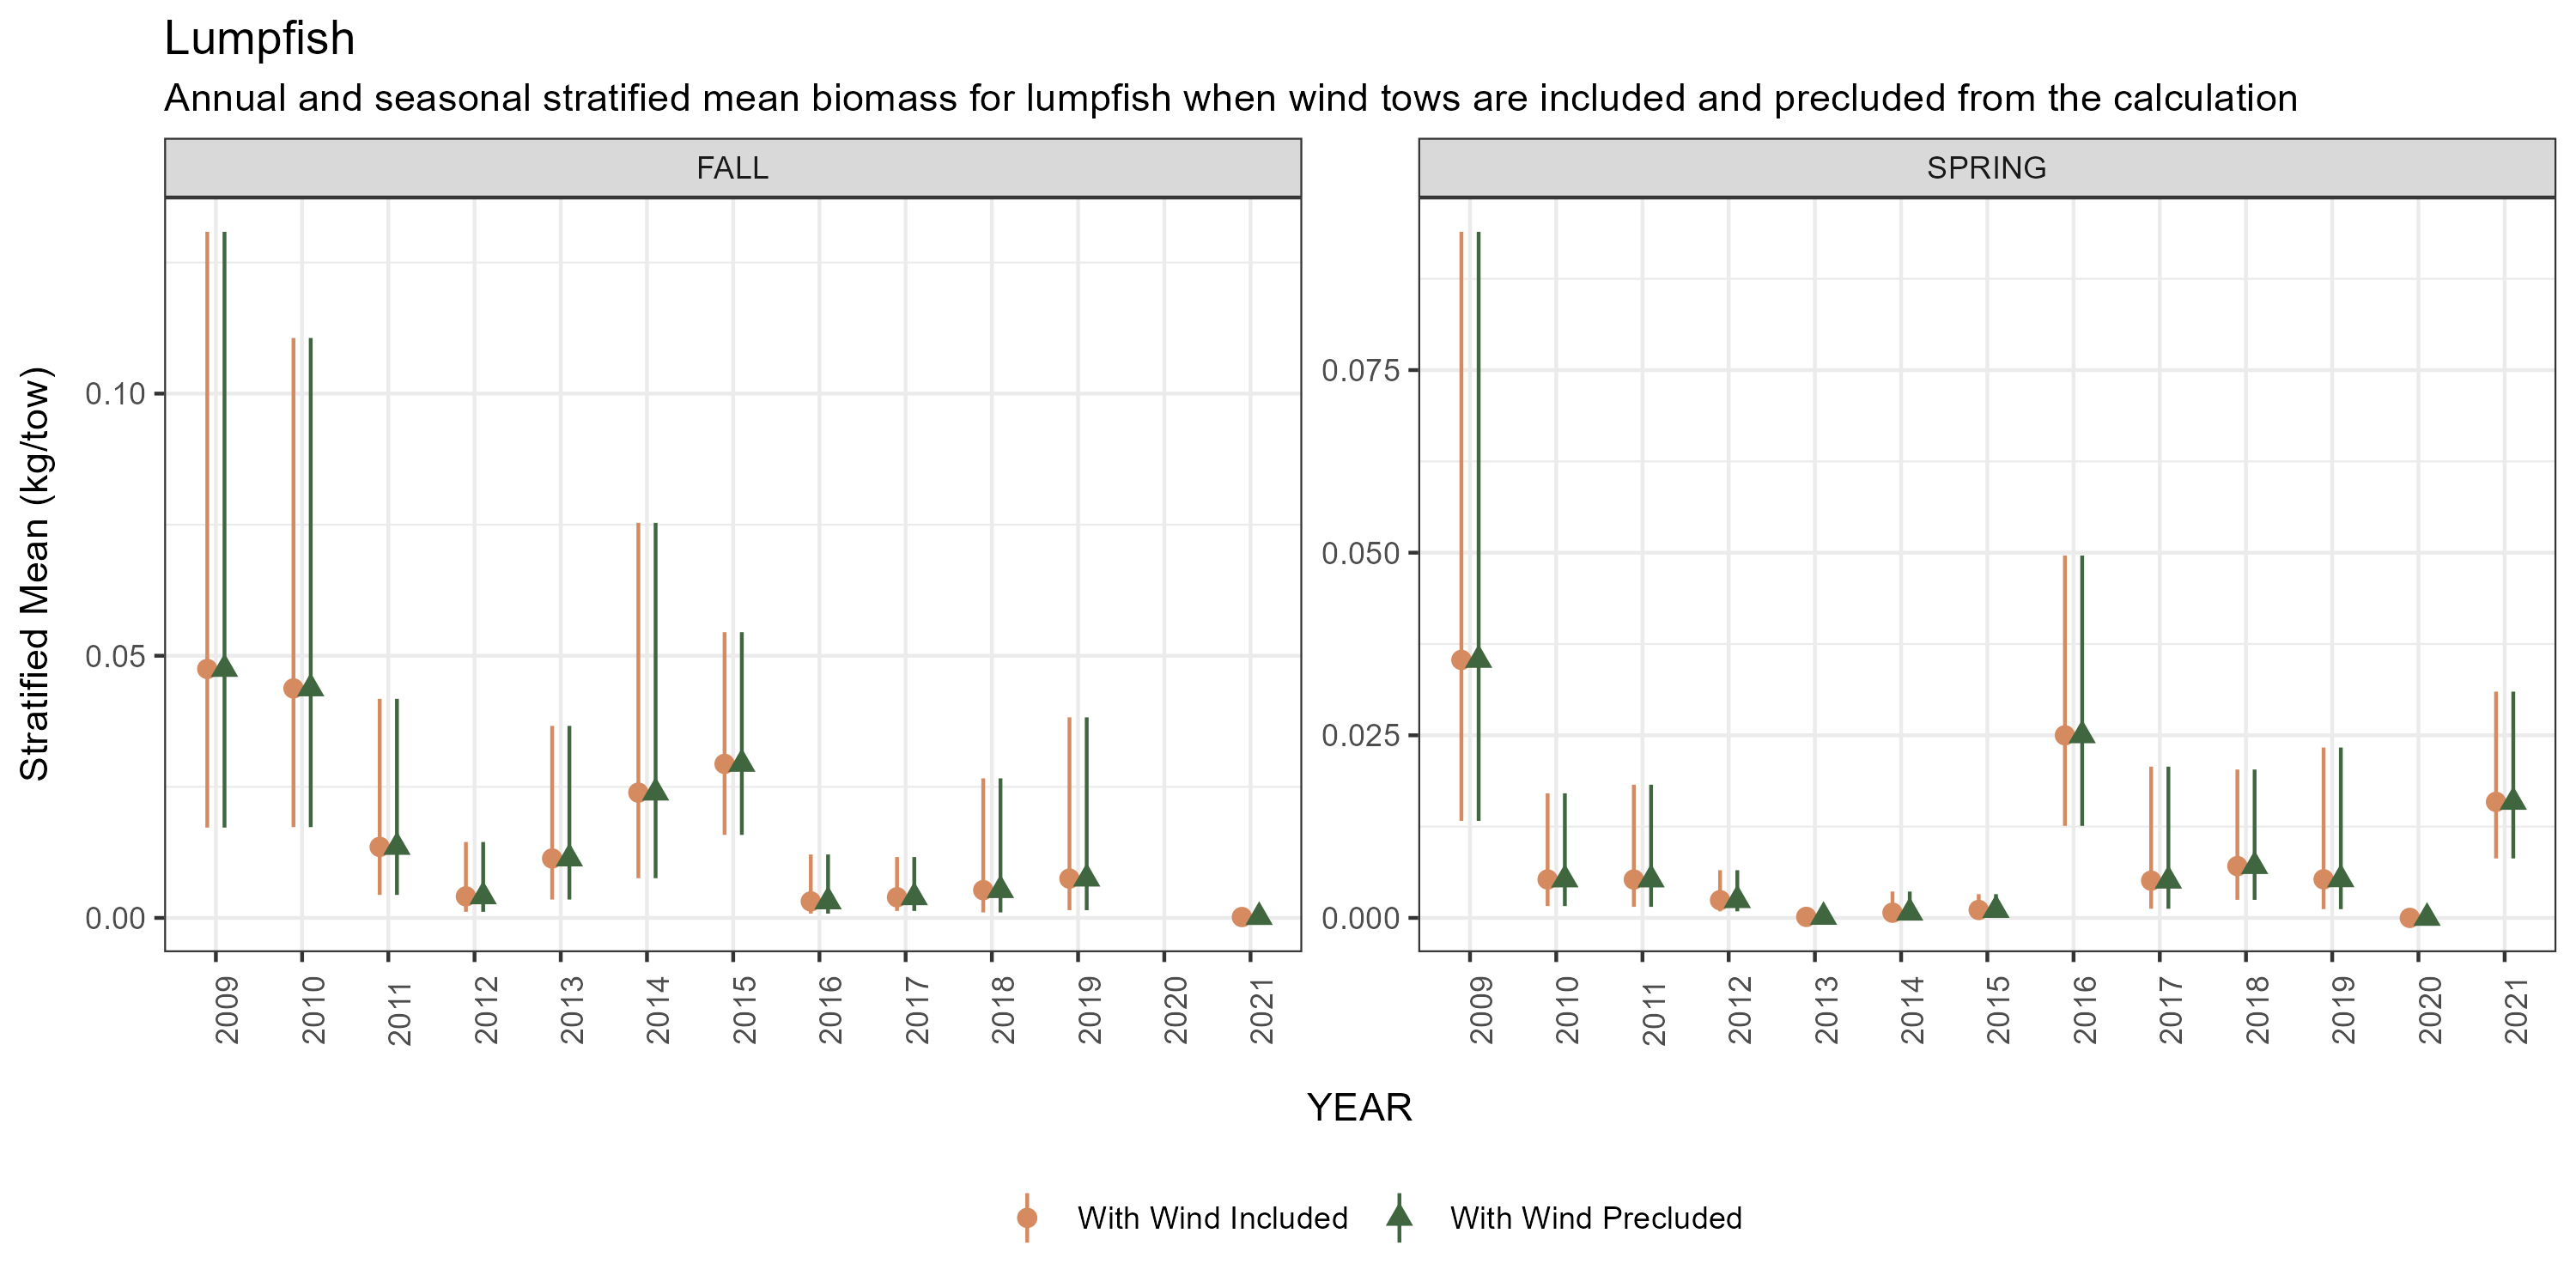 Lumpfish
Annual and seasonal stratified mean biomass for lumpfish when wind tows are included and precluded from the calculation
FALL
SPRING
Stratified Mean (kg/tow)
0.10
0.05
0.00
0.075
0.050
0.025
0.000
2009 2010 2011 2012 2013 2014 2015 2016 2017 2018 2019 2020 2021
2009 2010 2011 2012 2013 2014 2015 2016 2017 2018 2019 2020 2021
YEAR
With Wind Included With Wind Precluded